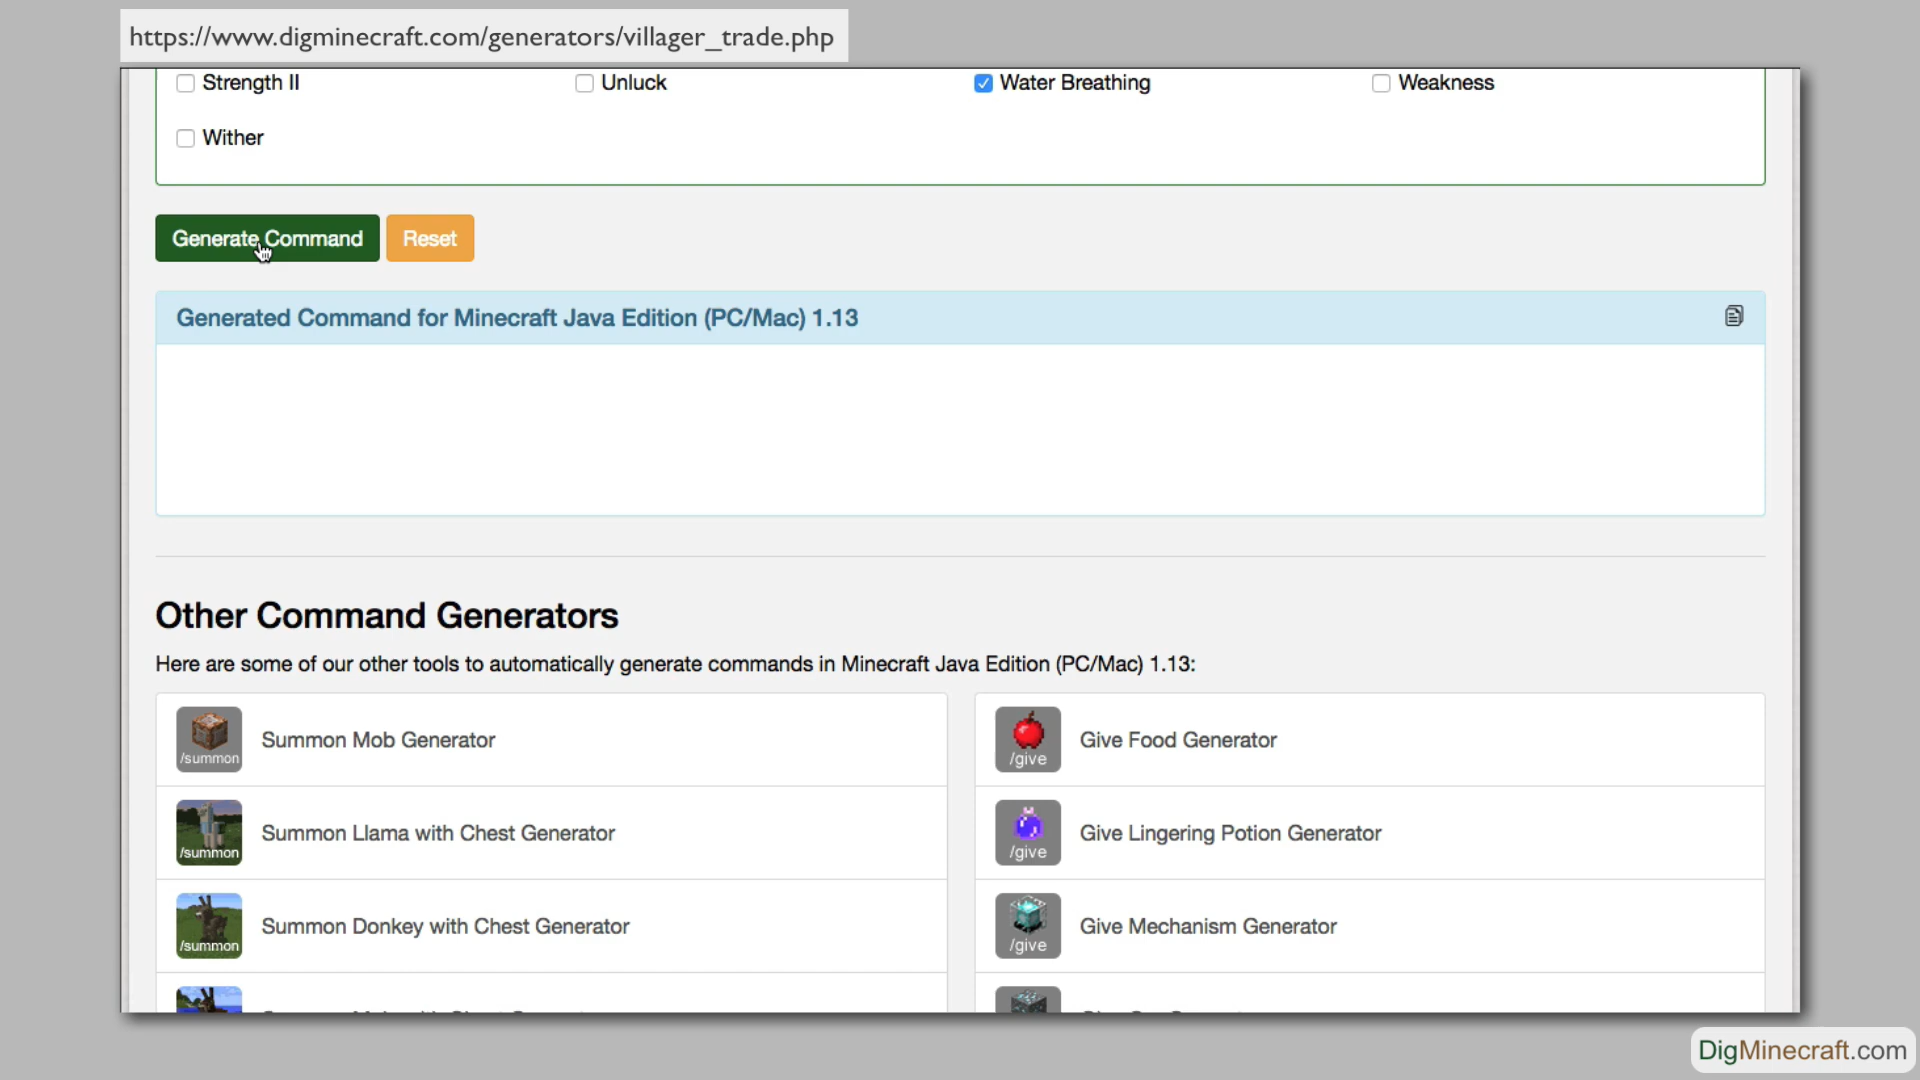 https://www.digminecraft.com/generators/villager_trade.php
Strength II
Unluck
Water Breathing
Weakness
Wither
Generate Command
Reset
Generated Command for Minecraft Java Edition (PC/Mac) 1.13
Other Command Generators
Here are some of our other tools to automatically generate commands in Minecraft Java Edition (PC/Mac) 1.13:
/summon
Summon Mob Generator
/give
Give Food Generator
/summon
Summon Llama with Chest Generator
/give
Give Lingering Potion Generator
/summon
Summon Donkey with Chest Generator
/give
Give Mechanism Generator
DigMinecraft.com